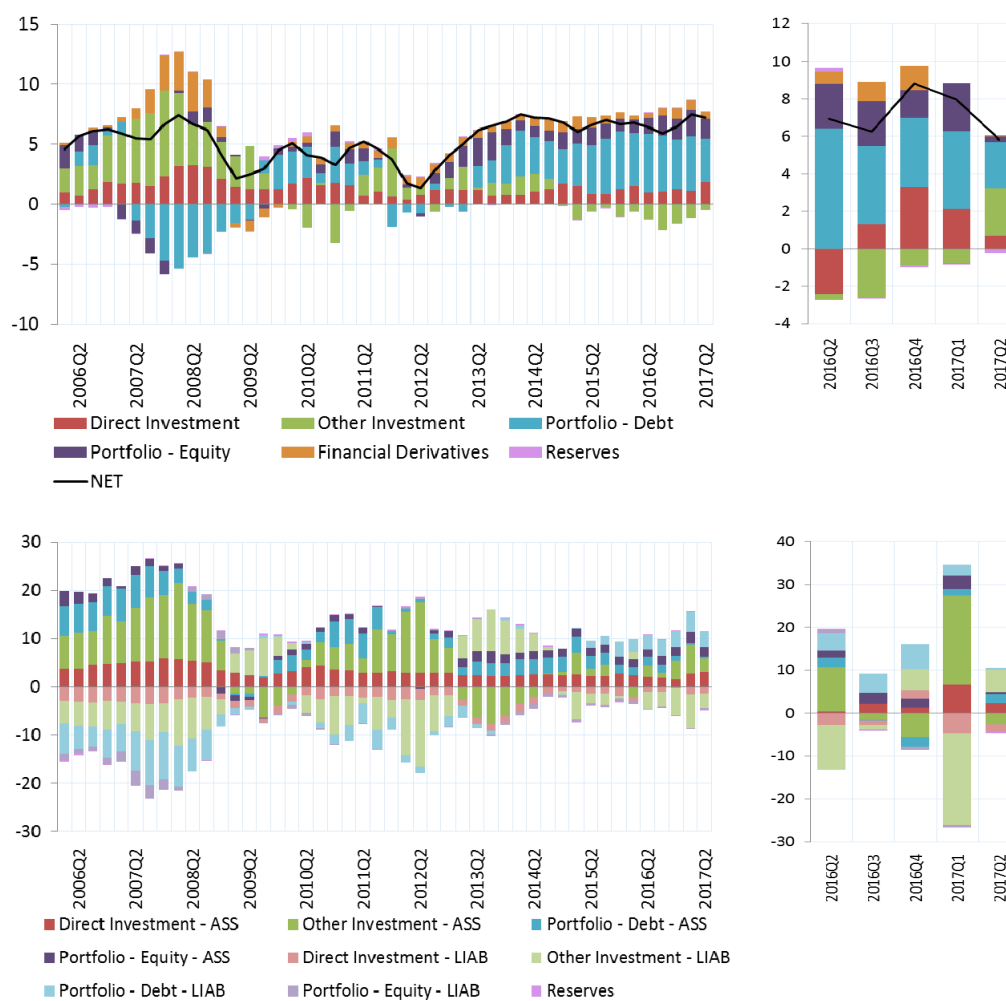 15
10
5
0
-5
-10
2006Q2
2007Q2
2008Q2
2009Q2
2010Q2
2011Q2
2012Q2
2013Q2
2014Q2
2015Q2
2016Q2
2017Q2
Direct Investment Other Investment Portfolio - Debt
Portfolio - Equity Financial Derivatives Reserves
NET
12
10
8
6
4
2
0
-2
-4
2016Q2
2016Q3
2016Q4
2017Q1
2017Q2
30
20
10
0
-10
-20
-30
2006Q2
2007Q2
2008Q2
2009Q2
2010Q2
2011Q2
2012Q2
2013Q2
2014Q2
2015Q2
2016Q2
2017Q2
Direct Investment - ASS Other Investment - ASS Portfolio - Debt - ASS
Portfolio - Equity - ASS Direct Investment - LIAB Other Investment - LIAB
Portfolio - Debt - LIAB Portfolio - Equity - LIAB Reserves
40
30
20
10
0
-10
-20
-30
2016Q2
2016Q3
2016Q4
2017Q1
2017Q2